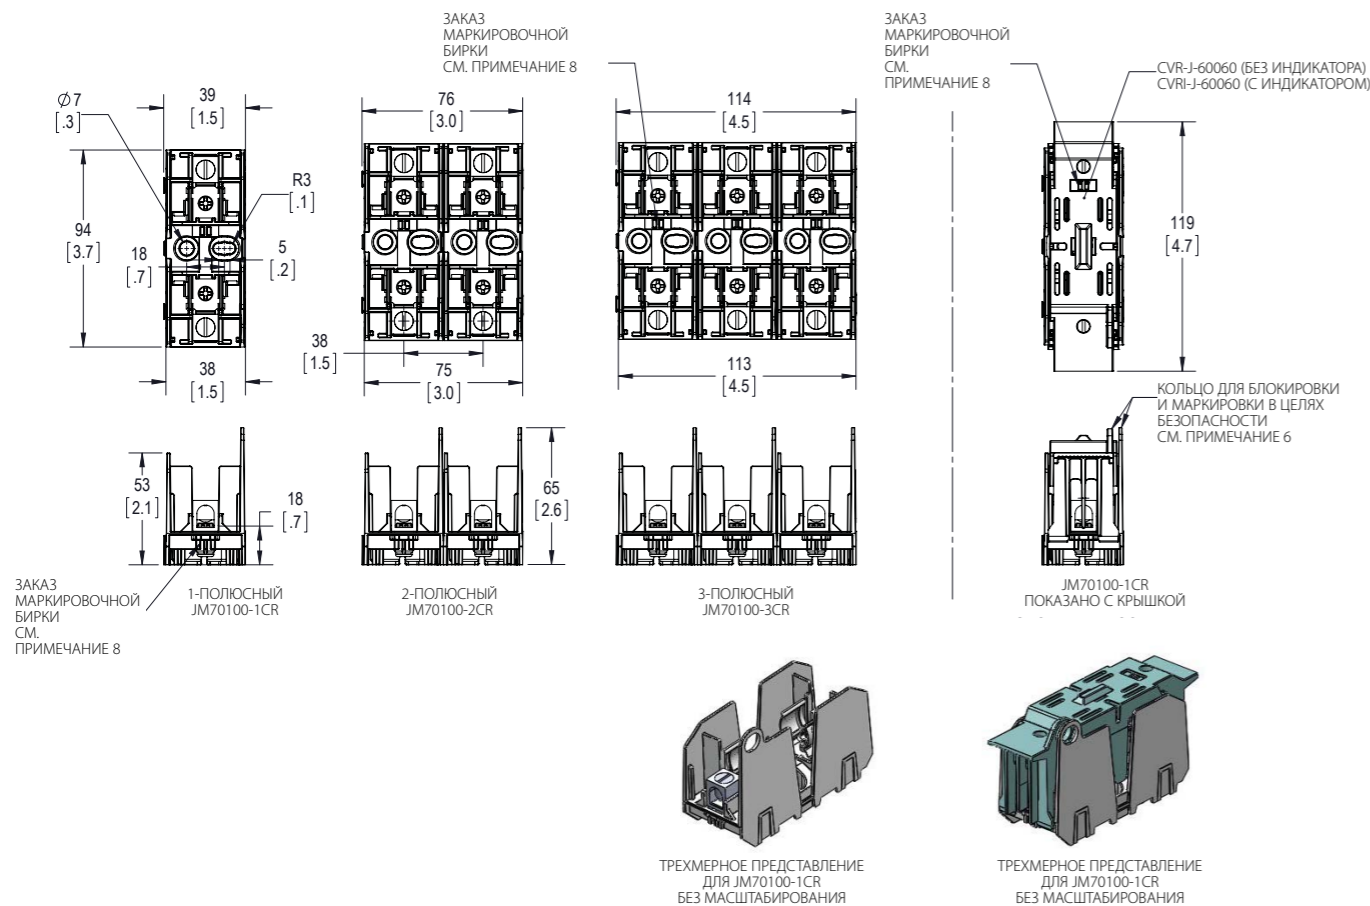 ЗАКАЗ
МАРКИРОВОЧНОЙ
БИРКИ
СМ. ПРИМЕЧАНИЕ 8
ЗАКАЗ
МАРКИРОВОЧНОЙ
БИРКИ
СМ.
ПРИМЕЧАНИЕ 8
CVR-J-60060 (БЕЗ ИНДИКАТОРА)
CVRI-J-60060 (С ИНДИКАТОРОМ)
Ø7
[.3]
39
[1.5]
76
[3.0]
114
[4.5]
R3
[.1]
94
[3.7]
18
[.7]
5
[.2]
119
[4.7]
38
[1.5]
38
[1.5]
75
[3.0]
113
[4.5]
КОЛЬЦО ДЛЯ БЛОКИРОВКИ
И МАРКИРОВКИ В ЦЕЛЯХ
БЕЗОПАСНОСТИ
СМ. ПРИМЕЧАНИЕ 6
53
[2.1]
18
[.7]
65
[2.6]
ЗАКАЗ
МАРКИРОВОЧНОЙ
БИРКИ
СМ.
ПРИМЕЧАНИЕ 8
1-ПОЛЮСНЫЙ
JM70100-1CR
2-ПОЛЮСНЫЙ
JM70100-2CR
3-ПОЛЮСНЫЙ
JM70100-3CR
JM70100-1CR
ПОКАЗАНО С КРЫШКОЙ
ТРЕХМЕРНОЕ ПРЕДСТАВЛЕНИЕ
ДЛЯ JM70100-1CR
БЕЗ МАСШТАБИРОВАНИЯ
ТРЕХМЕРНОЕ ПРЕДСТАВЛЕНИЕ
ДЛЯ JM70100-1CR
БЕЗ МАСШТАБИРОВАНИЯ